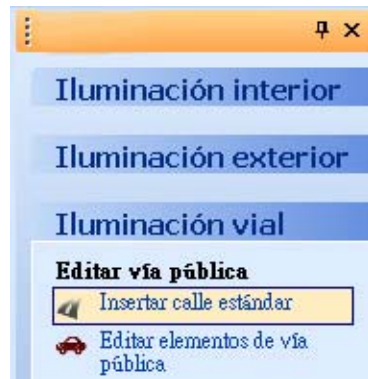 Iluminación interior
Iluminación exterior
Iluminación vial
Editar vía pública
Insertar calle estándar
Editar elementos de vía
pública